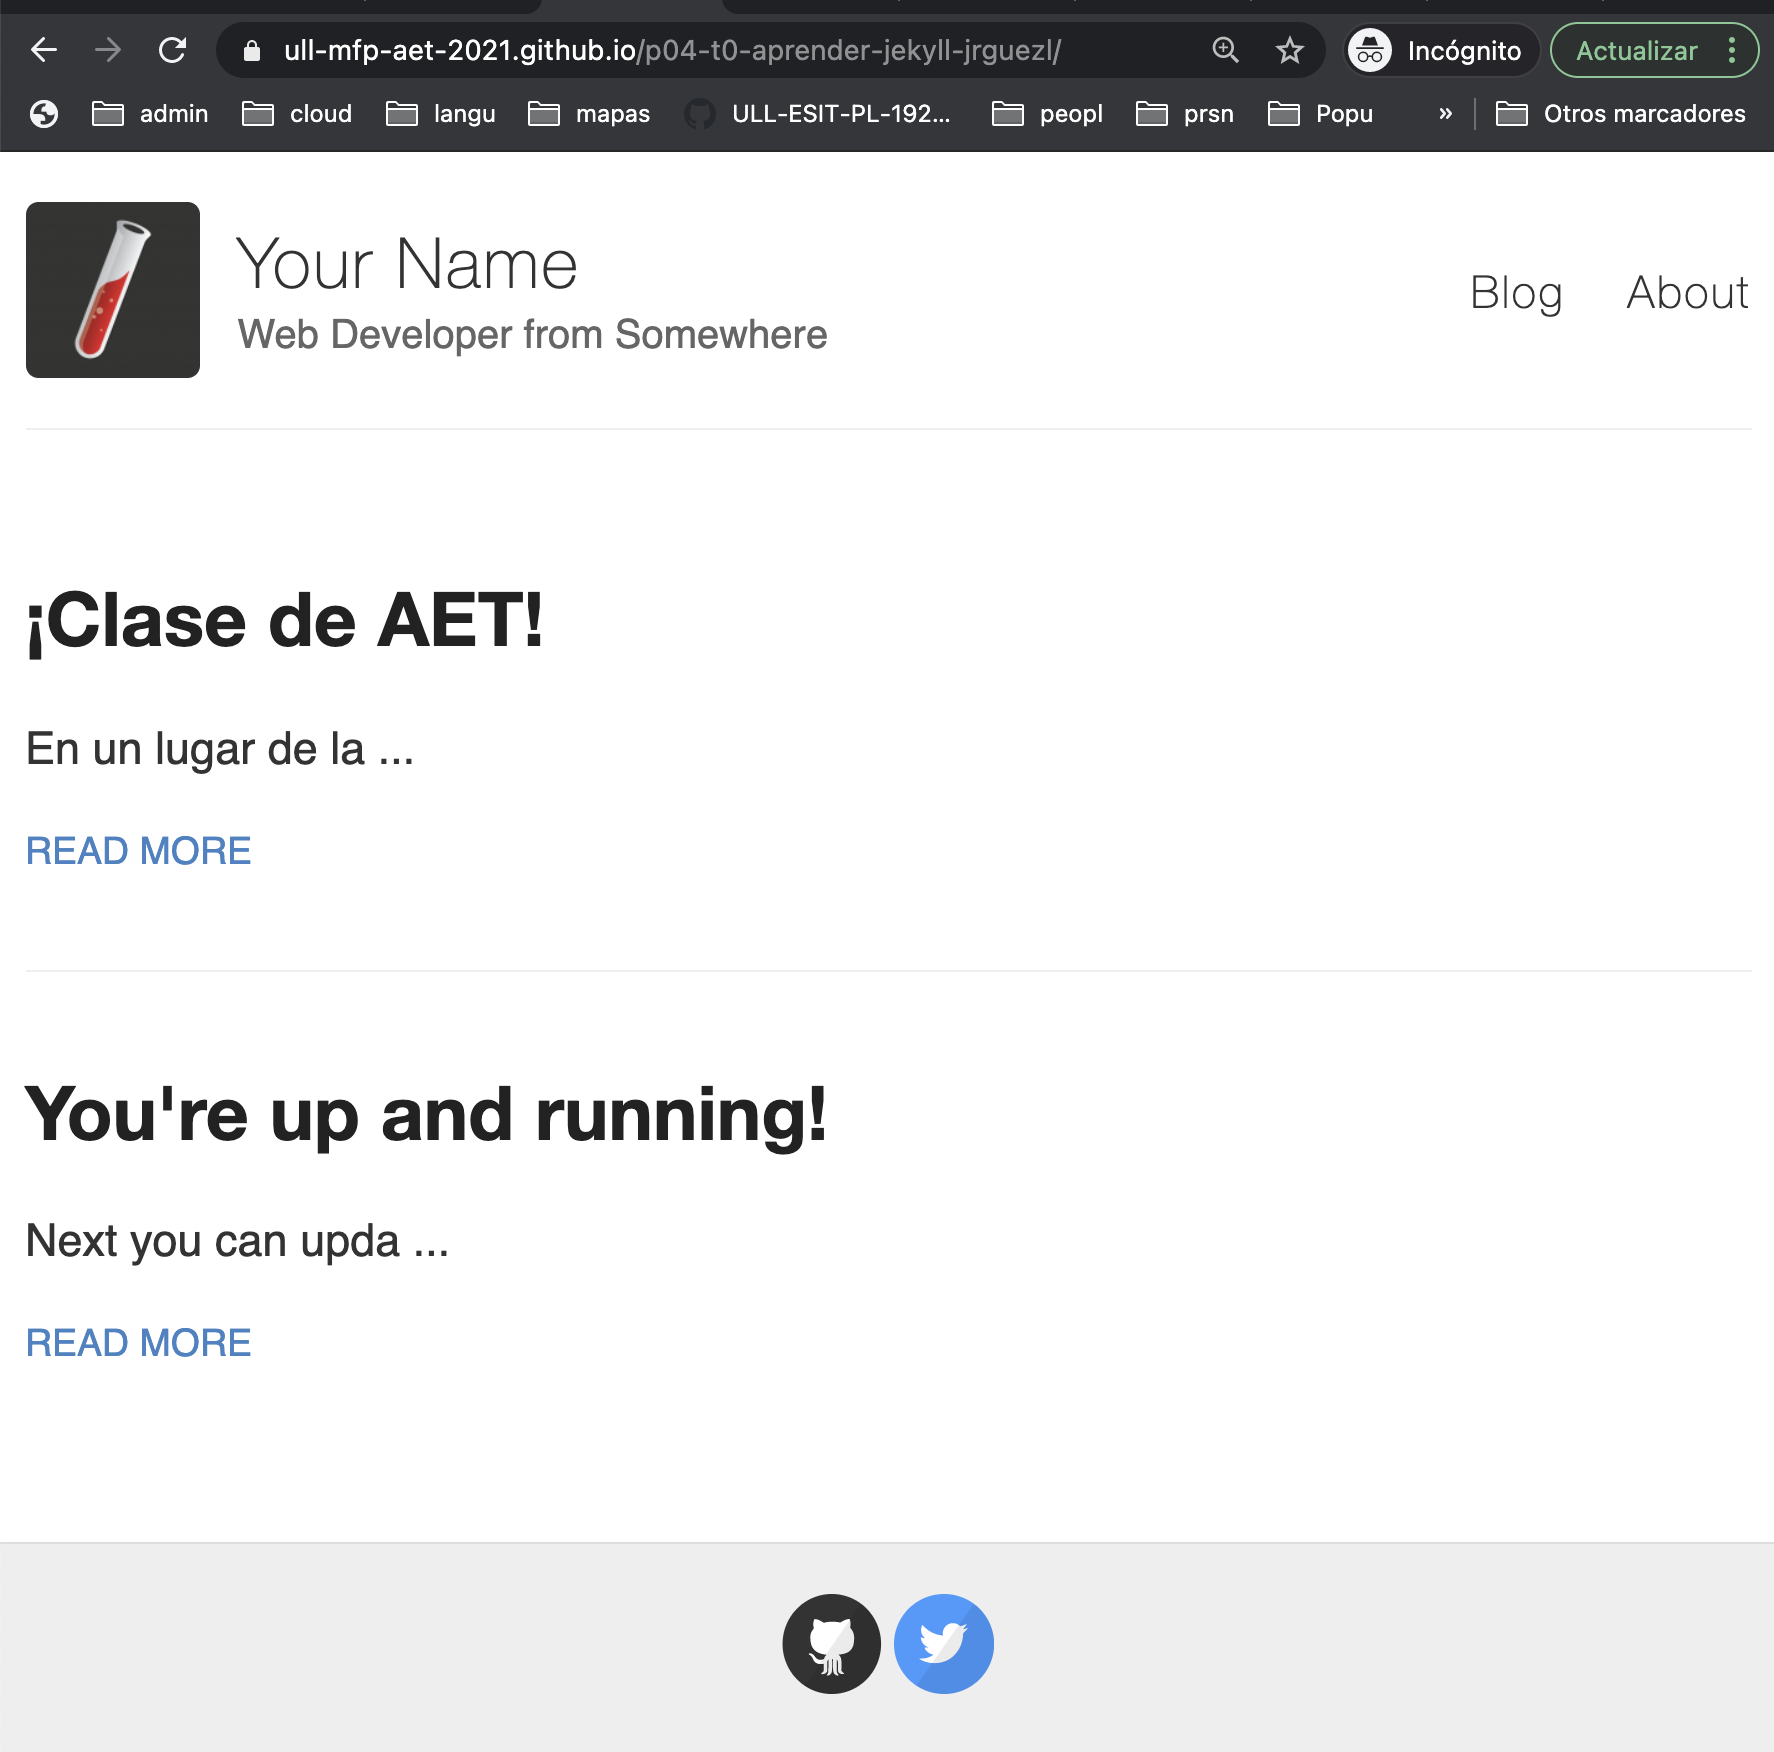 ull-mfp-aet-2021.github.io/p04-t0-aprender-jekyll-jrguezl/
Incógnito
Actualizar
admin
cloud
langu
mapas
ULL-ESIT-PL-192...
peopl
prsn
Popu
»
Otros marcadores
Your Name
Web Developer from Somewhere
Blog
About
¡Clase de AET!
En un lugar de la ...
READ MORE
You're up and running!
Next you can upda ...
READ MORE